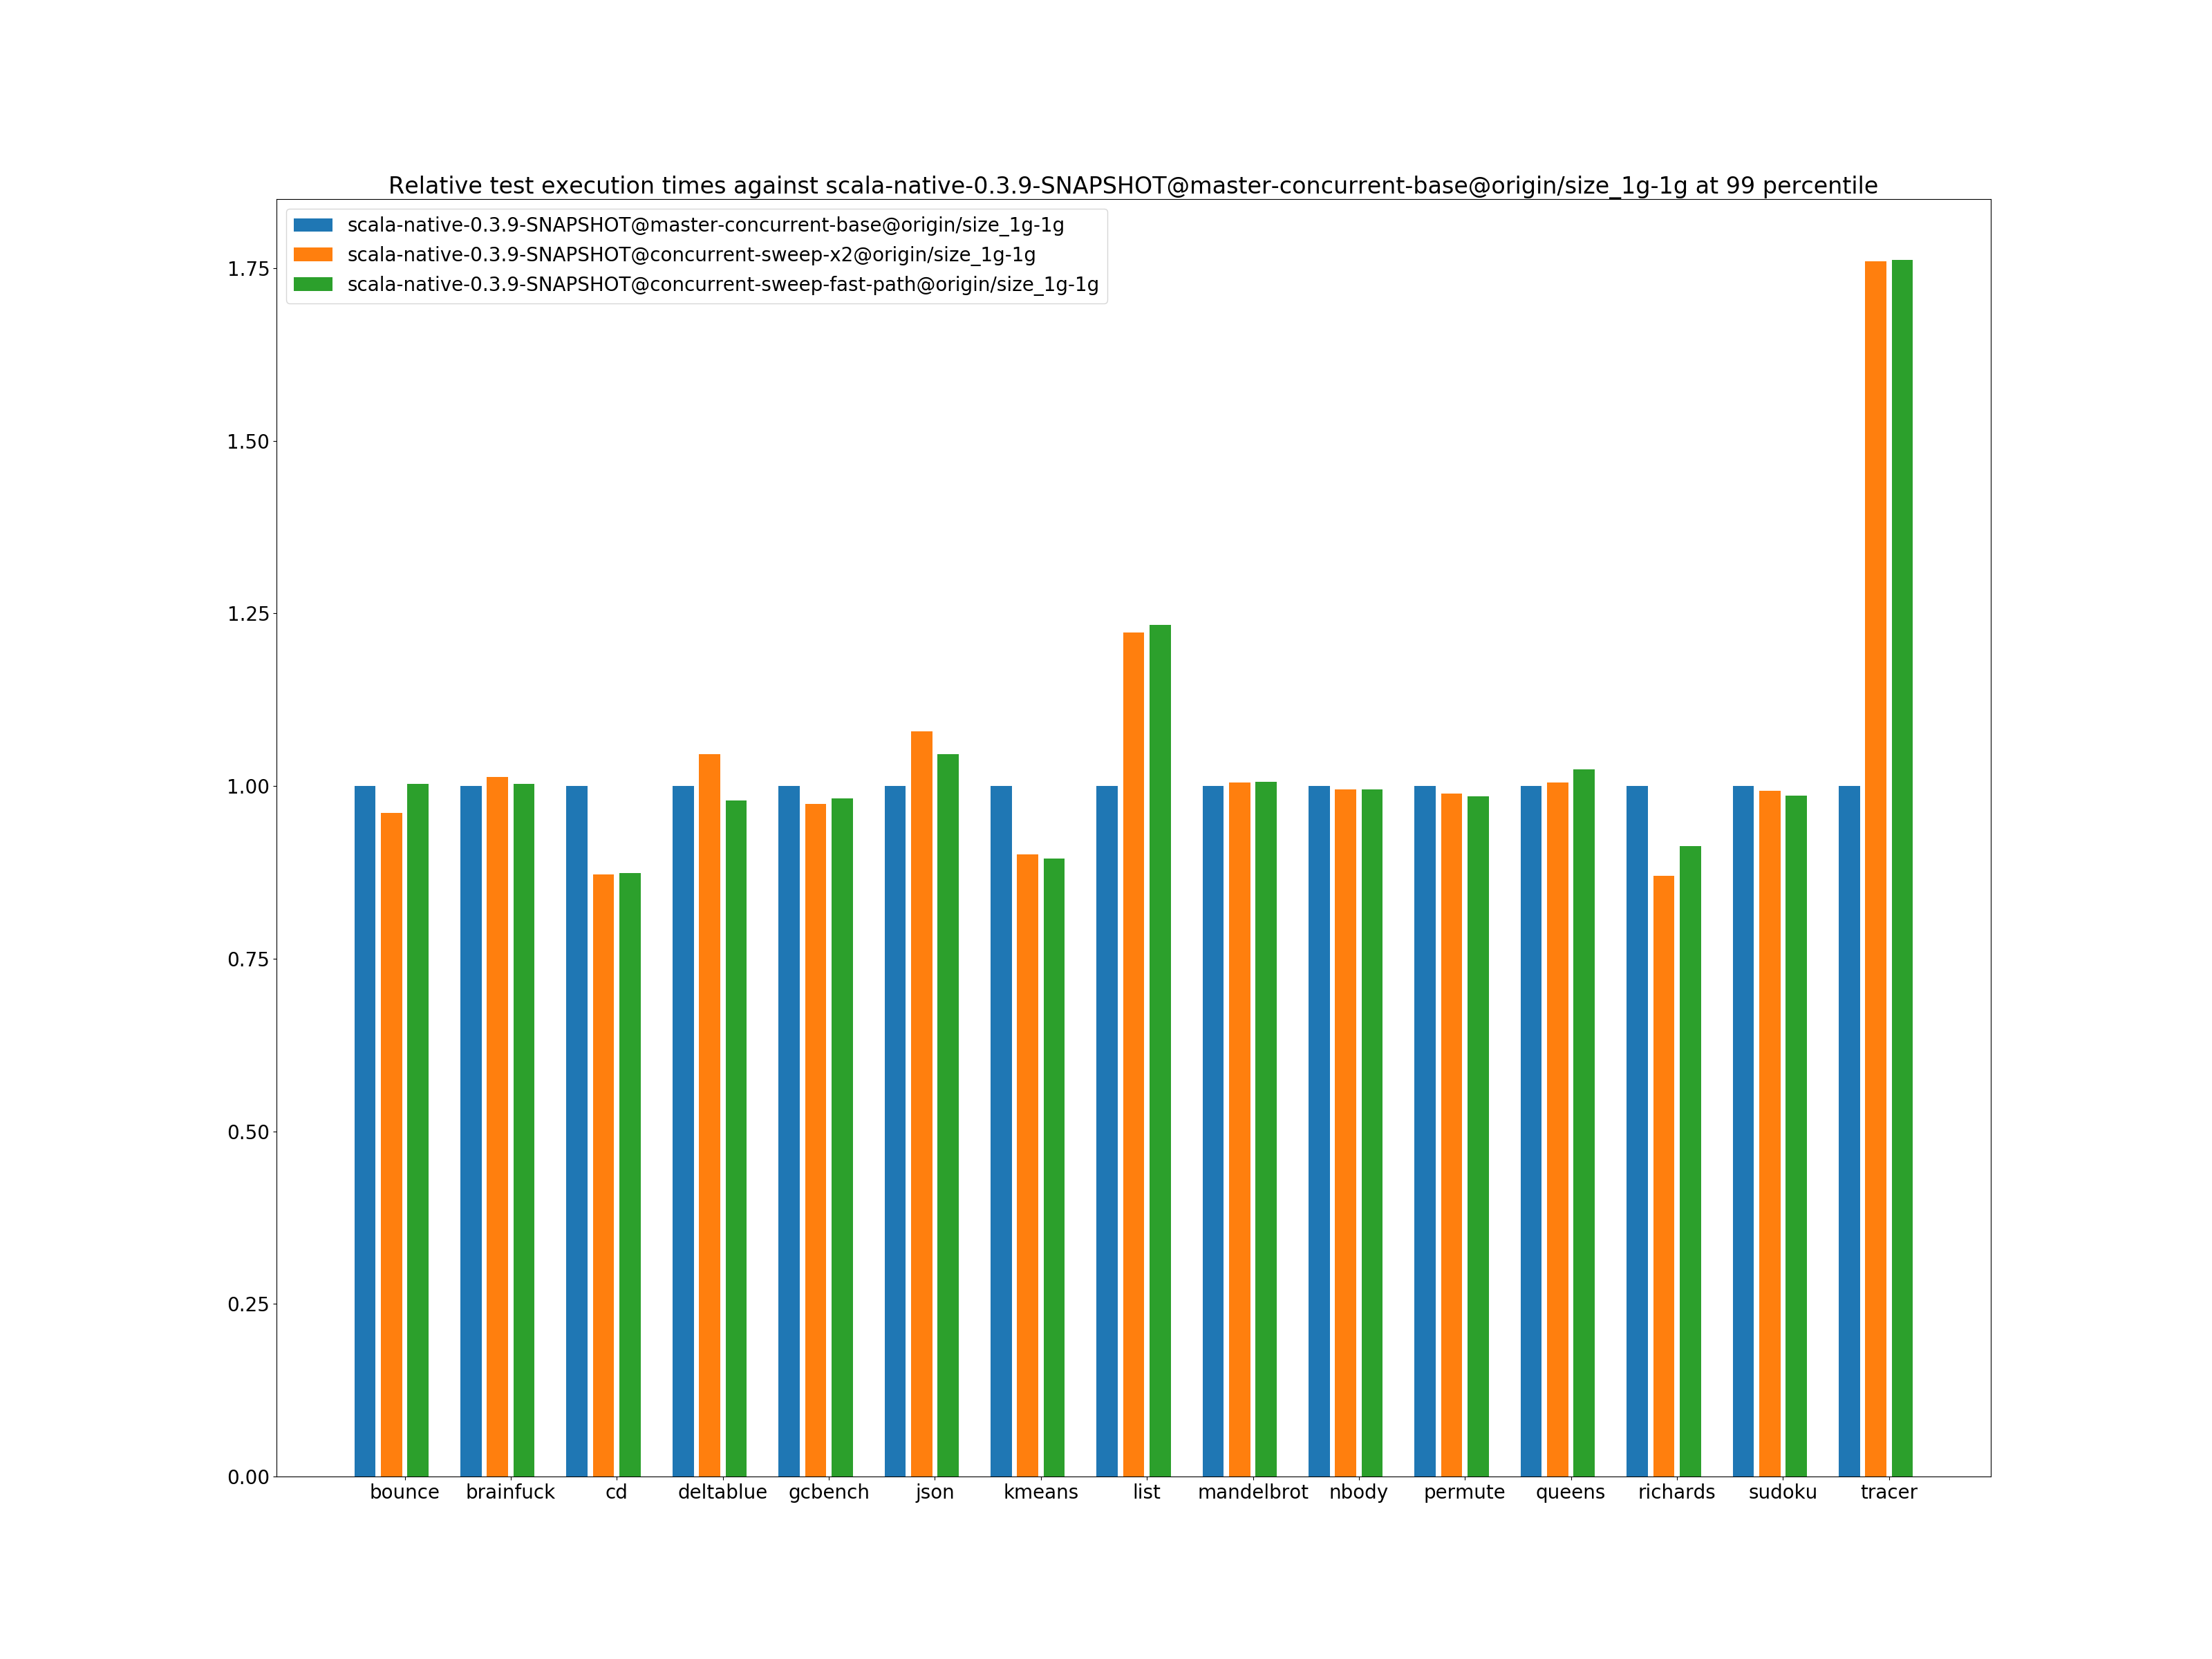 Relative test execution times against scala-native-0.3.9-SNAPSHOT@master-concurrent-base@origin/size_1g-1g at 99 percentile
scala-native-0.3.9-SNAPSHOT@master-concurrent-base@origin/size_1g-1g
scala-native-0.3.9-SNAPSHOT@concurrent-sweep-x2@origin/size_1g-1g
scala-native-0.3.9-SNAPSHOT@concurrent-sweep-fast-path@origin/size_1g-1g
1.75
1.50
1.25
1.00
0.75
0.50
0.25
0.00
bounce brainfuck cd deltablue gcbench json kmeans list mandelbrot nbody permute queens richards sudoku tracer